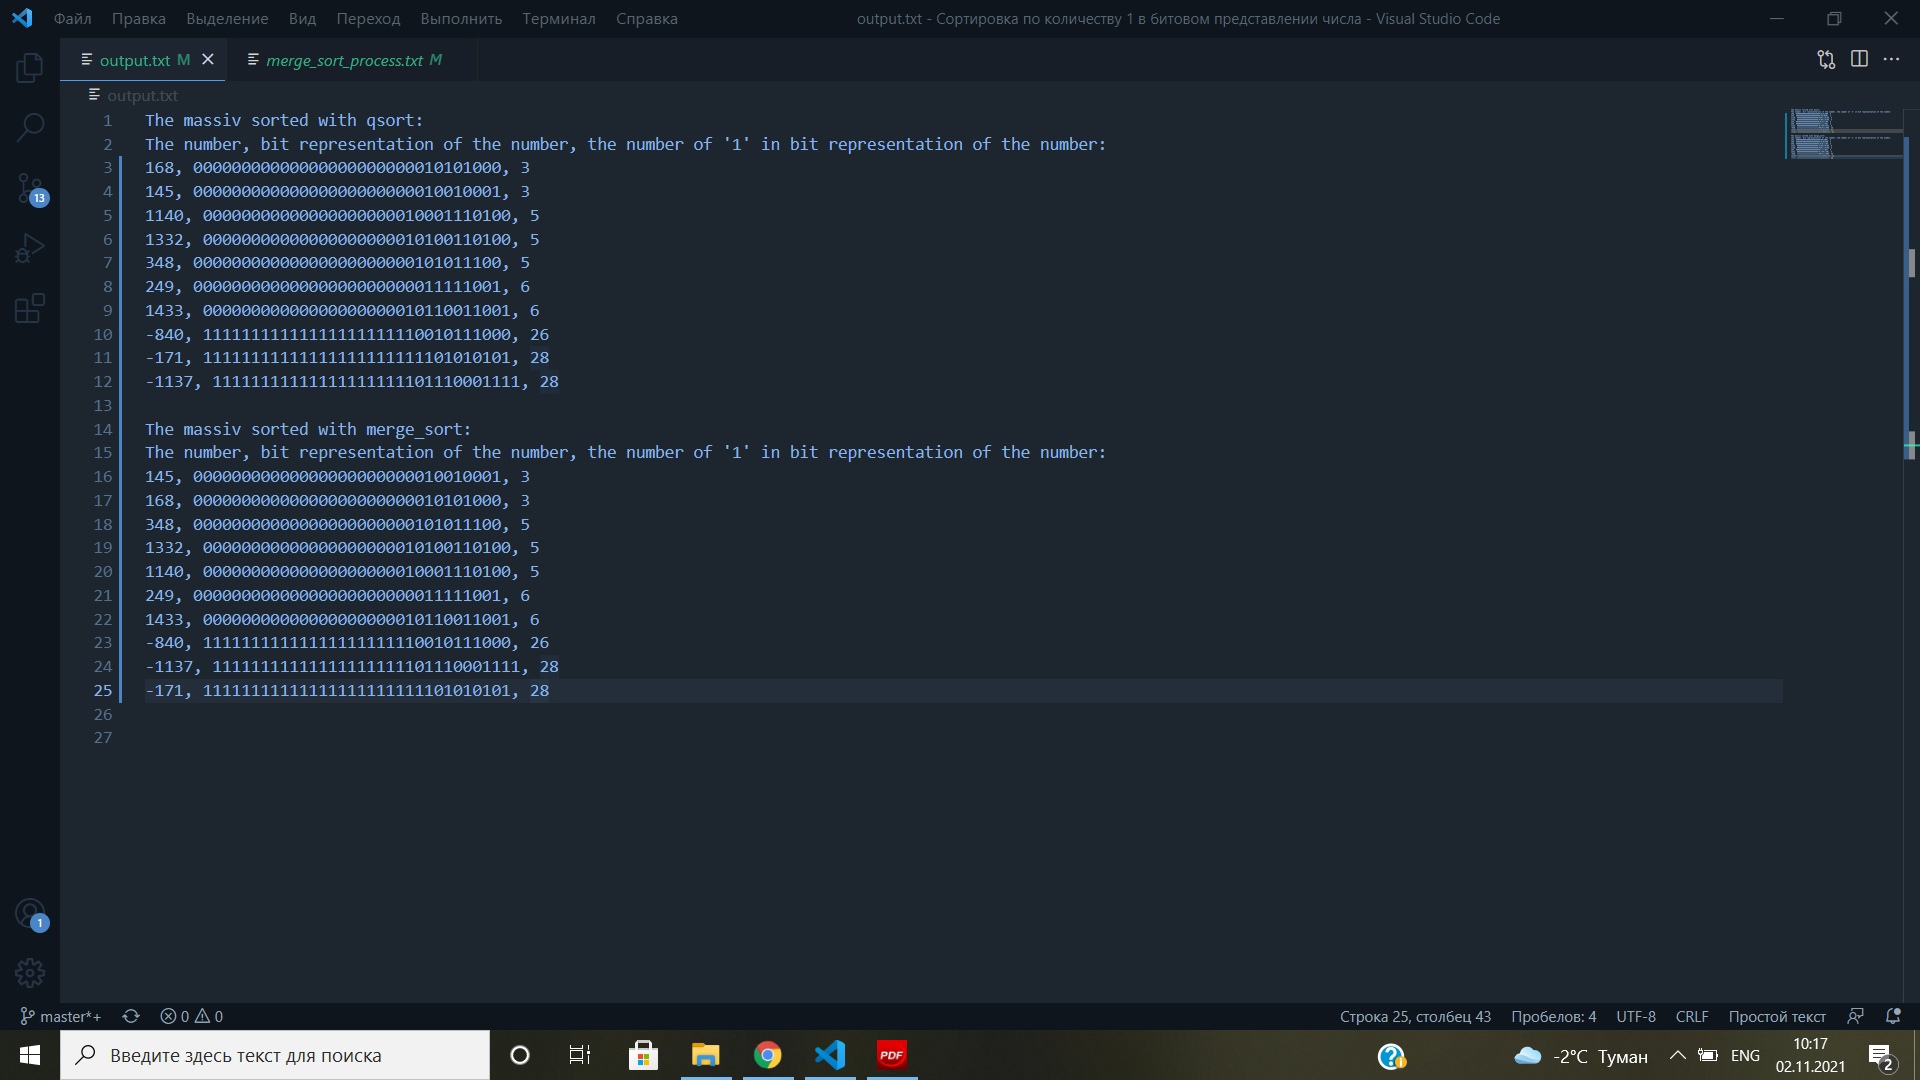 Файл Правка Выделение Вид Переход Выполнить Терминал Справка output.txt - Сортировка по количеству 1 в битовом представлении числа - Visual Studio Code
output.txt M merge_sort_process.txt M
output.txt
1 The massiv sorted with qsort:
2 The number, bit representation of the number, the number of '1' in bit representation of the number:
3 168, 00000000000000000000000010101000, 3
4 145, 00000000000000000000000010010001, 3
5 1140, 00000000000000000000010001110100, 5
6 1332, 00000000000000000000010100110100, 5
7 348, 00000000000000000000000101011100, 5
8 249, 00000000000000000000000011111001, 6
9 1433, 00000000000000000000010110011001, 6
10 -840, 11111111111111111111110010111000, 26
11 -171, 11111111111111111111111101010101, 28
12 -1137, 11111111111111111111101110001111, 28
13
14 The massiv sorted with merge_sort:
15 The number, bit representation of the number, the number of '1' in bit representation of the number:
16 145, 00000000000000000000000010010001, 3
17 168, 00000000000000000000000010101000, 3
18 348, 00000000000000000000000101011100, 5
19 1332, 00000000000000000000010100110100, 5
20 1140, 00000000000000000000010001110100, 5
21 249, 00000000000000000000000011111001, 6
22 1433, 00000000000000000000010110011001, 6
23 -840, 11111111111111111111110010111000, 26
24 -1137, 11111111111111111111101110001111, 28
25 -171, 11111111111111111111111101010101, 28
26
27
13
1
master*+ 0 0 Строка 25, столбец 43 Пробелов: 4 UTF-8 CRLF Простой текст
Введите здесь текст для поиска PDF -2°C Туман ENG 10:17
02.11.2021 2